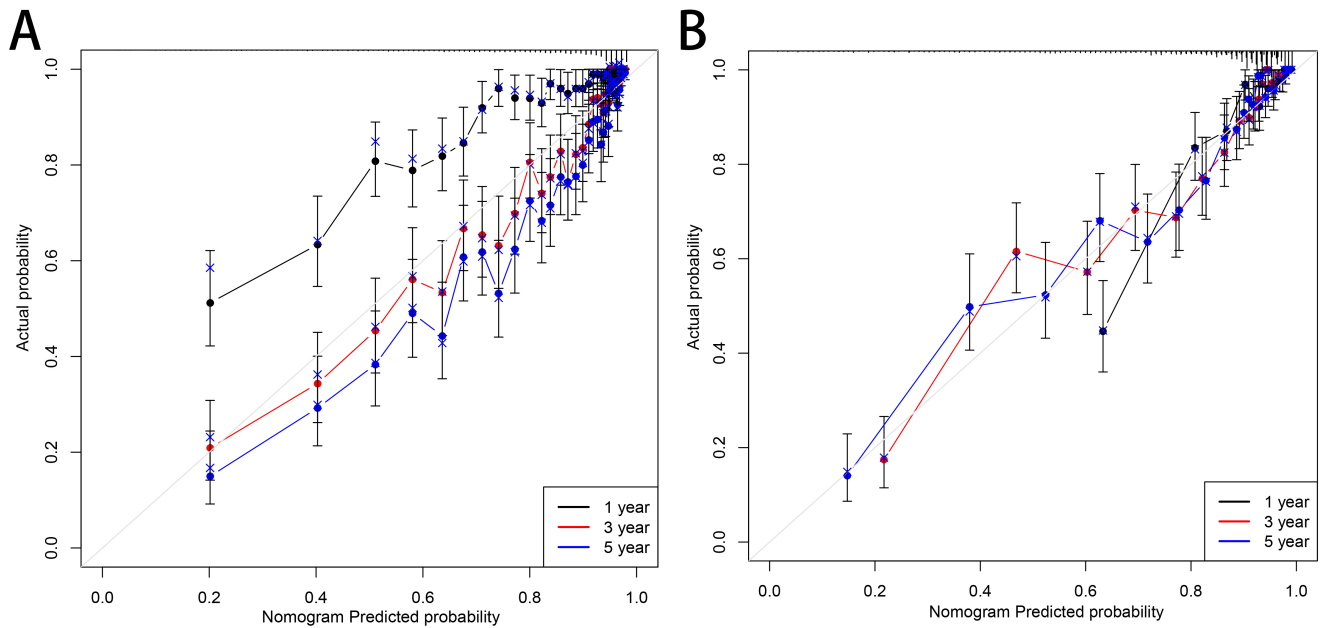 A
1.0
0.8
0.6
0.4
0.2
0.0
Actual probability
0.0 0.2 0.4 0.6 0.8 1.0
Nomogram Predicted probability
1 year
3 year
5 year
B
1.0
0.8
0.6
0.4
0.2
0.0
Actual probability
0.0 0.2 0.4 0.6 0.8 1.0
Nomogram Predicted probability
1 year
3 year
5 year